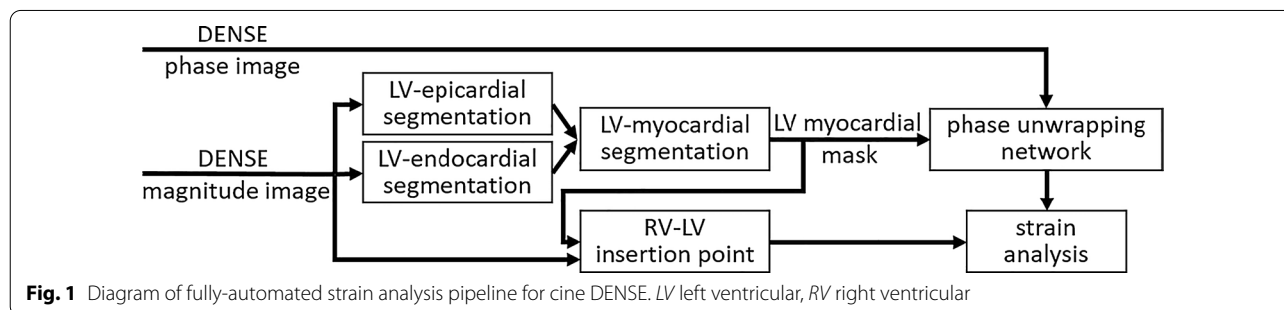 DENSE
phase image
LV-epicardial
segmentation
LV-myocardial
segmentation
LV myocardial
mask
phase unwrapping
network
DENSE
magnitude image
LV-endocardial
segmentation
RV-LV
insertion point
strain
analysis
Fig. 1 Diagram of fully-automated strain analysis pipeline for cine DENSE. LV left ventricular, RV right ventricular